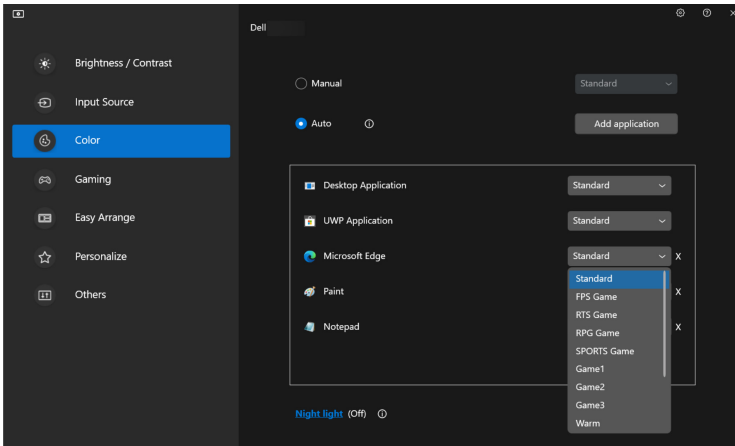 Dell
Brightness / Contrast
Input Source
Color
Gaming
Easy Arrange
Personalize
Others
Manual
Standard
Auto
Add application
Desktop Application
Standard
UWP Application
Standard
Microsoft Edge
Standard
X
Paint
X
Notepad
X
Standard
FPS Game
RTS Game
RPG Game
SPORTS Game
Game1
Game2
Game3
Warm
Night light (Off)